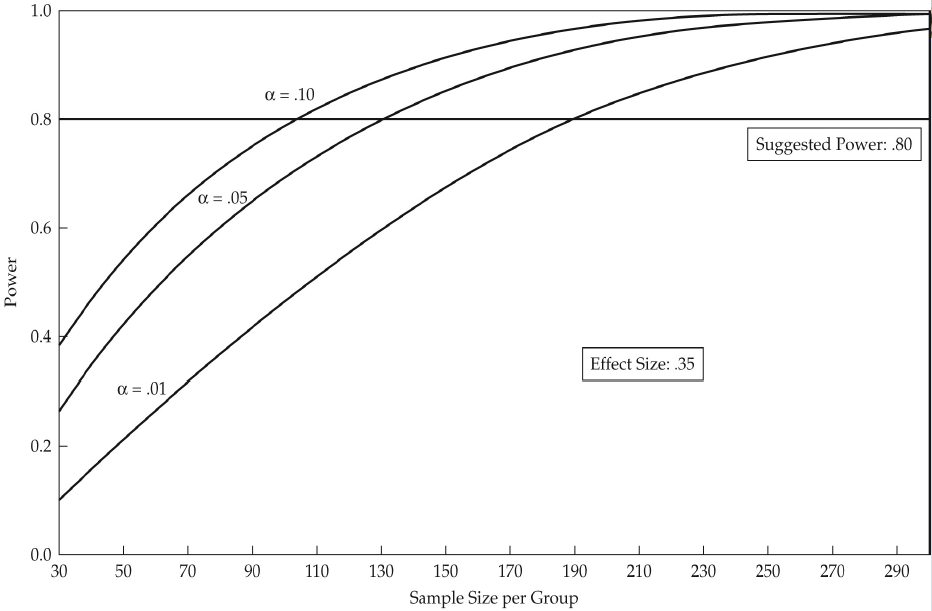 1.0
α = .10
0.8
Suggested Power: .80
α = .05
0.6
Power
0.4
Effect Size: .35
α = .01
0.2
0.0
30 50 70 90 110 130 150 170 190 210 230 250 270 290
Sample Size per Group